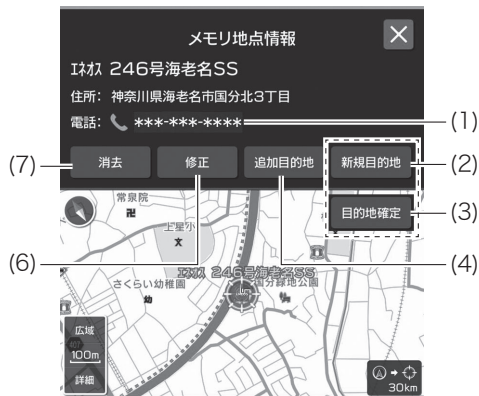 メモリ地点情報
エネオス 246号海老名SS
住所: 神奈川県海老名市国分北3丁目
電話: ***-***-****
(1)
(7)
消去
修正
追加目的地
新規目的地
(2)
目的地確定
(3)
常泉院
上星小
文
(6)
(4)
エネオス 246号海老名SS
さくらい幼稚園
幼
国分緑地公園
広域
100m
詳細
30km